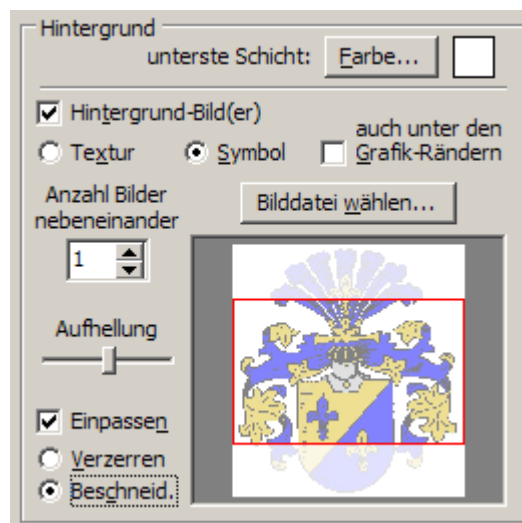 Hintergrund
unterste Schicht: Farbe...
Hintergrund-Bild(er)
auch unter den
Textur Symbol Grafik-Rändern
Anzahl Bilder
nebeneinander
Bilddatei wählen...
1
Aufhellung
Einpassen
Verzerren
Beschneid.